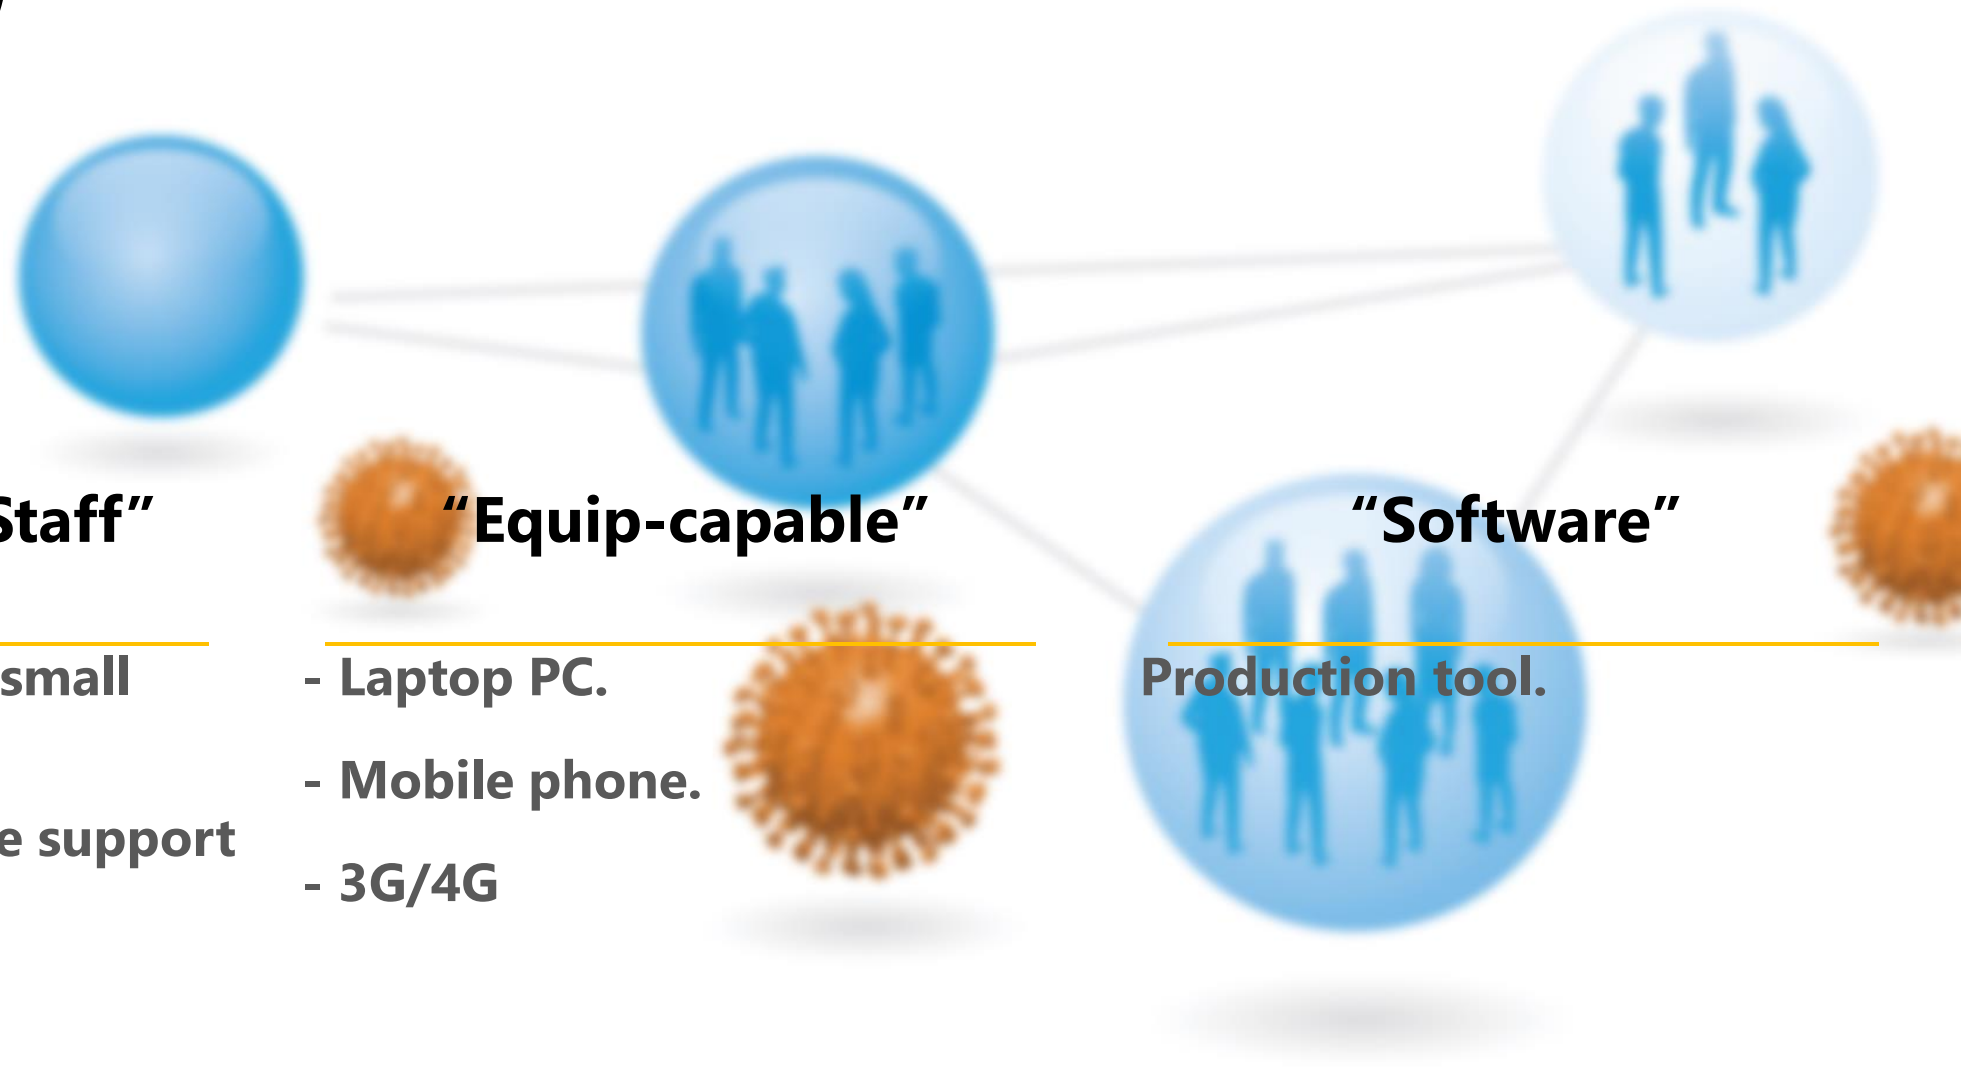 Staff”
small
e support
“Equip-capable”
- Laptop PC.
- Mobile phone.
- 3G/4G
“Software”
Production tool.